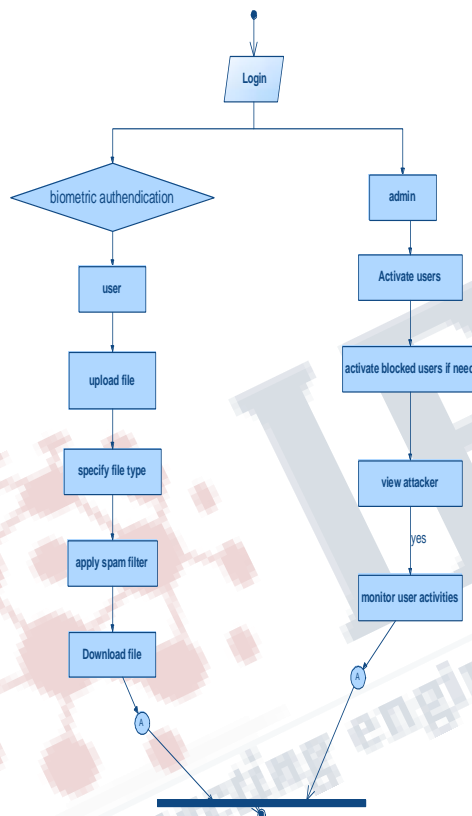 Login
biometric authendication
user
upload file
specify file type
apply spam filter
Download file
A
admin
Activate users
activate blocked users if need
view attacker
yes
monitor user activities
A